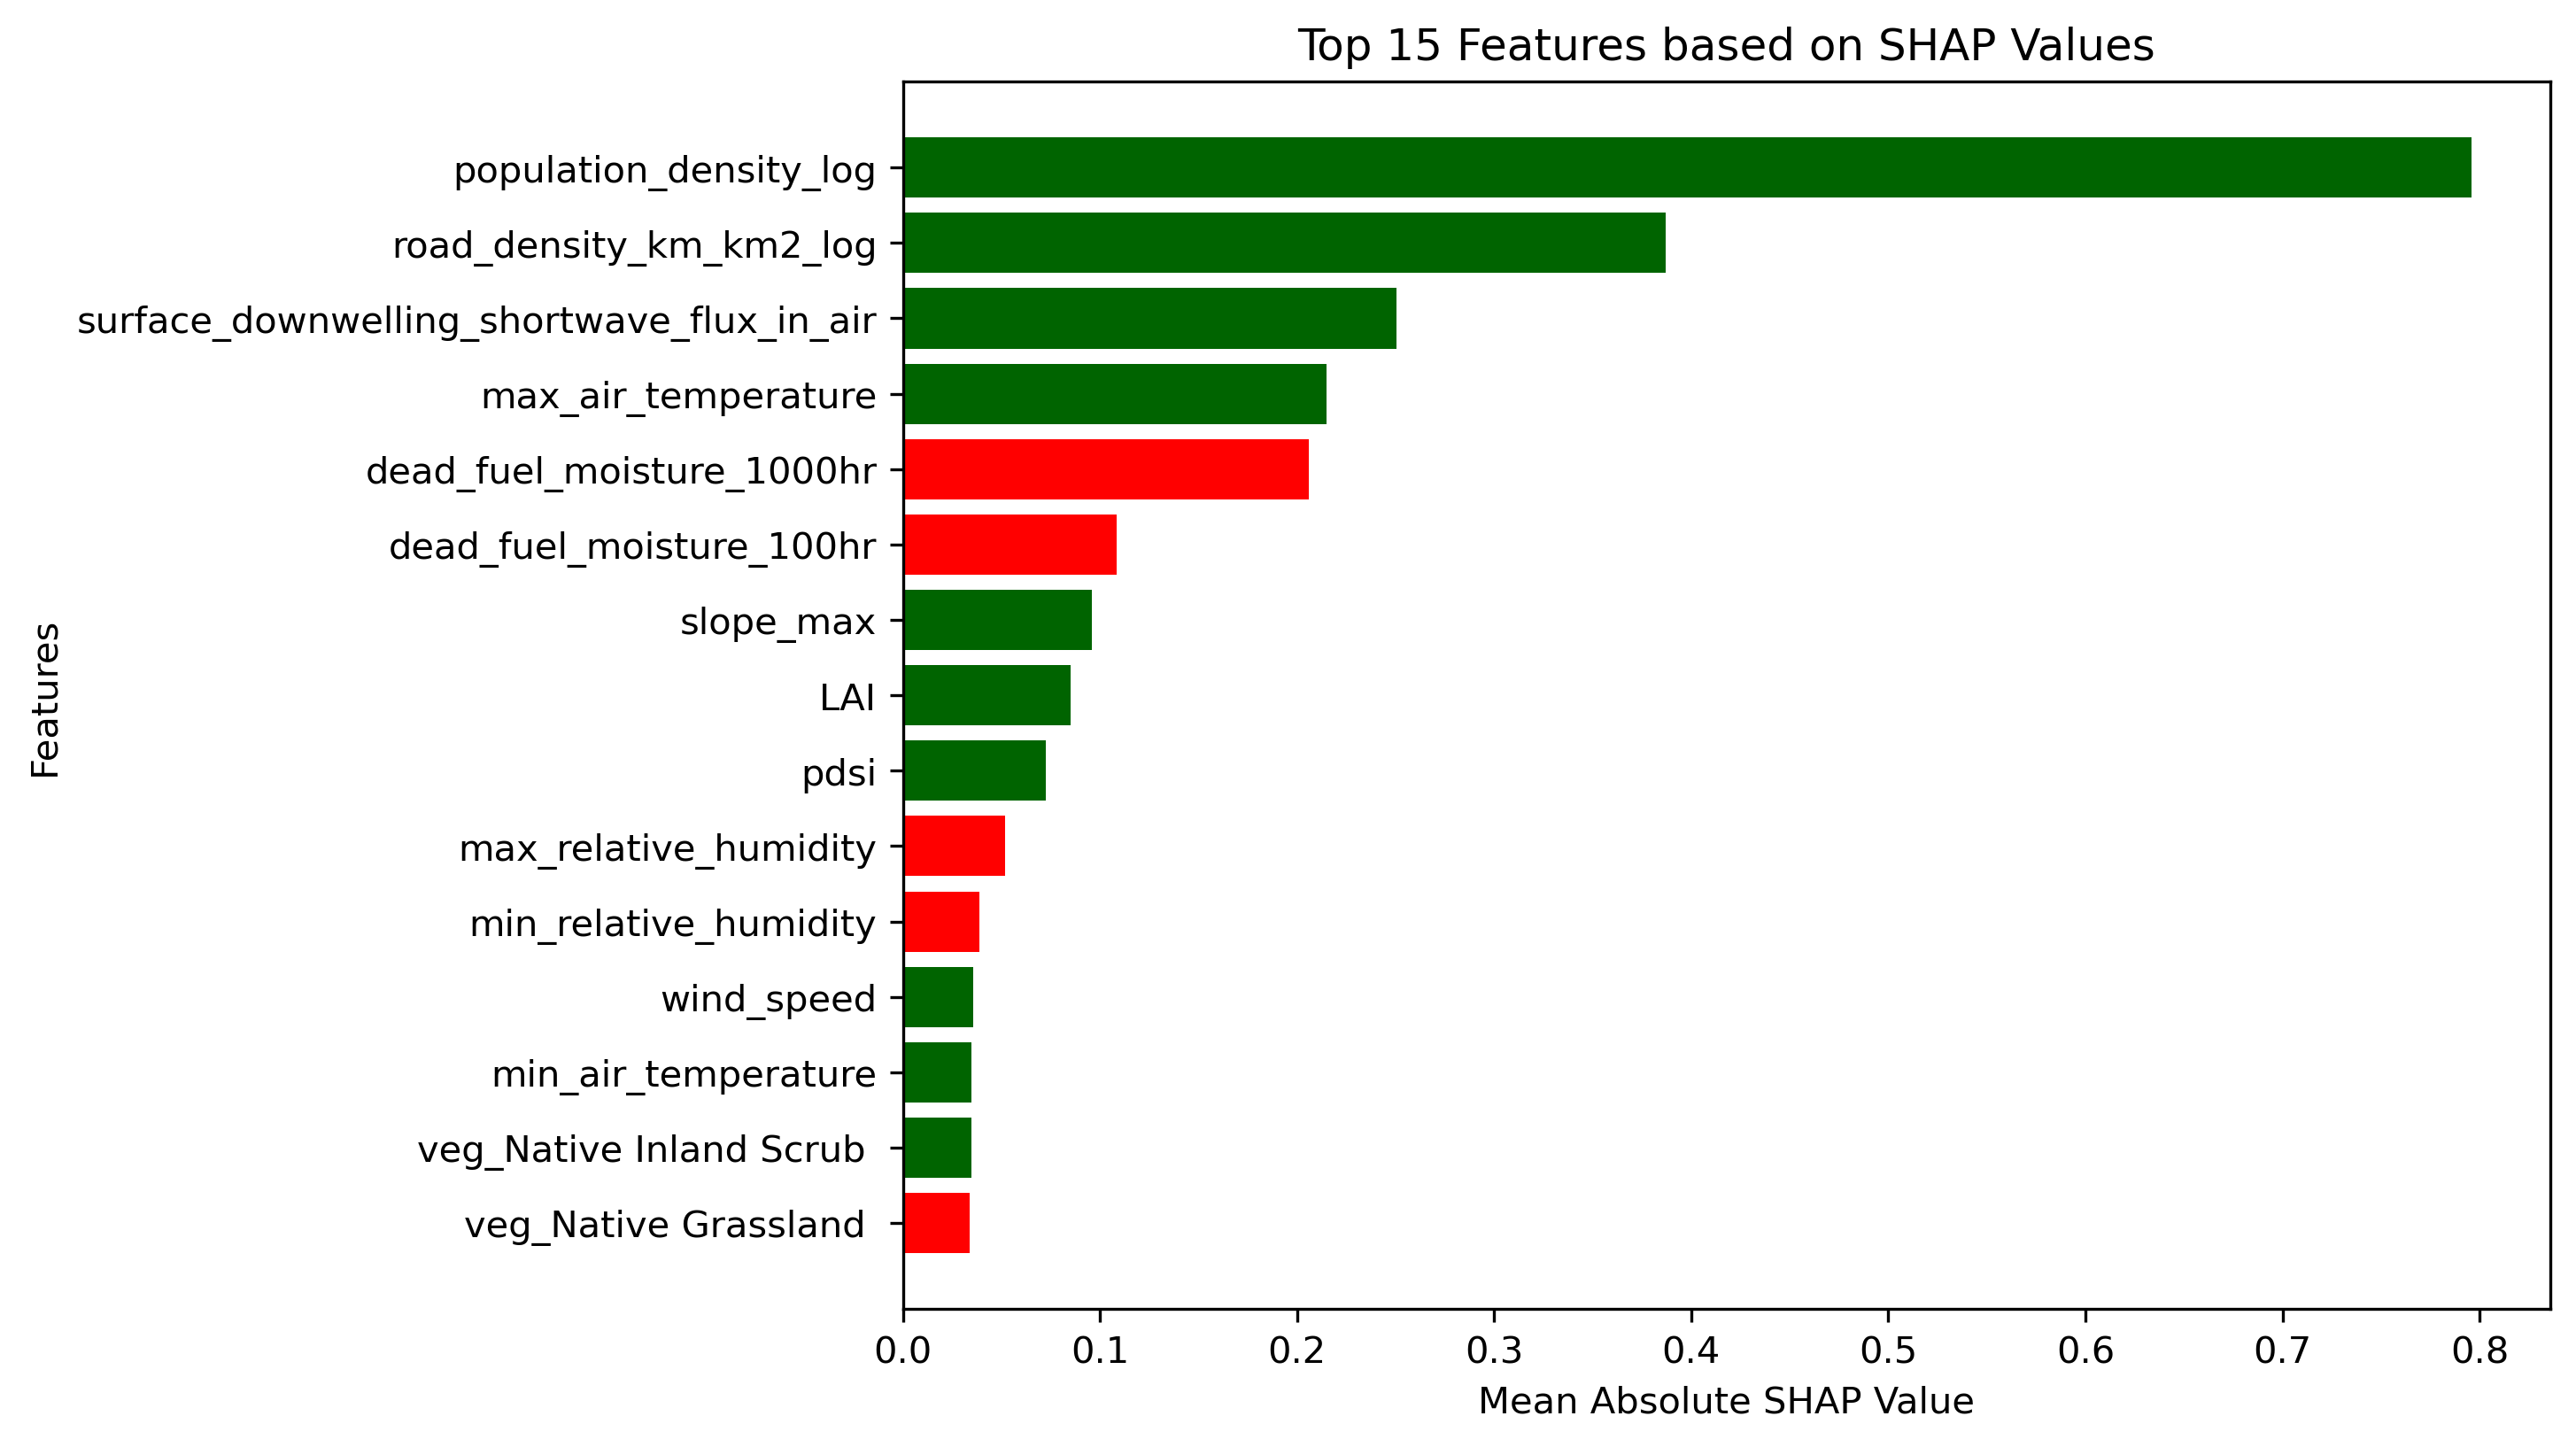 Top 15 Features based on SHAP Values
Features
population_density_log
road_density_km_km2_log
surface_downwelling_shortwave_flux_in_air
max_air_temperature
dead_fuel_moisture_1000hr
dead_fuel_moisture_100hr
slope_max
LAI
pdsi
max_relative_humidity
min_relative_humidity
wind_speed
min_air_temperature
veg_Native Inland Scrub
veg_Native Grassland
0.0 0.1 0.2 0.3 0.4 0.5 0.6 0.7 0.8
Mean Absolute SHAP Value